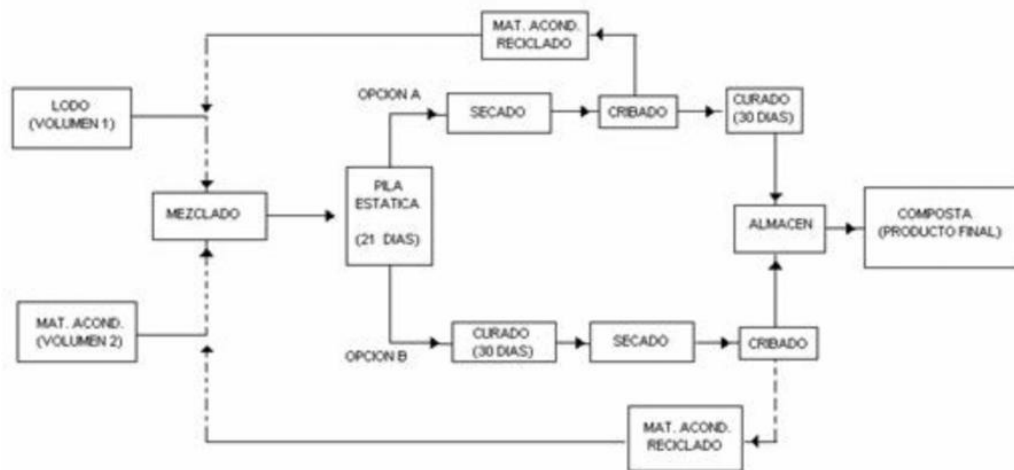 MAT. ACOND.
RECICLADO
OPCION A
LODO
(VOLUMEN 1)
SECADO
CRIBADO
CURADO
(30 DIAS)
MEZCLADO
PILA
ESTATICA
(21 DIAS)
ALMACEN
COMPOSTA
(PRODUCTO FINAL)
MAT. ACOND.
(VOLUMEN 2)
OPCION B
CURADO
(30 DIAS)
SECADO
CRIBADO
MAT. ACOND.
RECICLADO